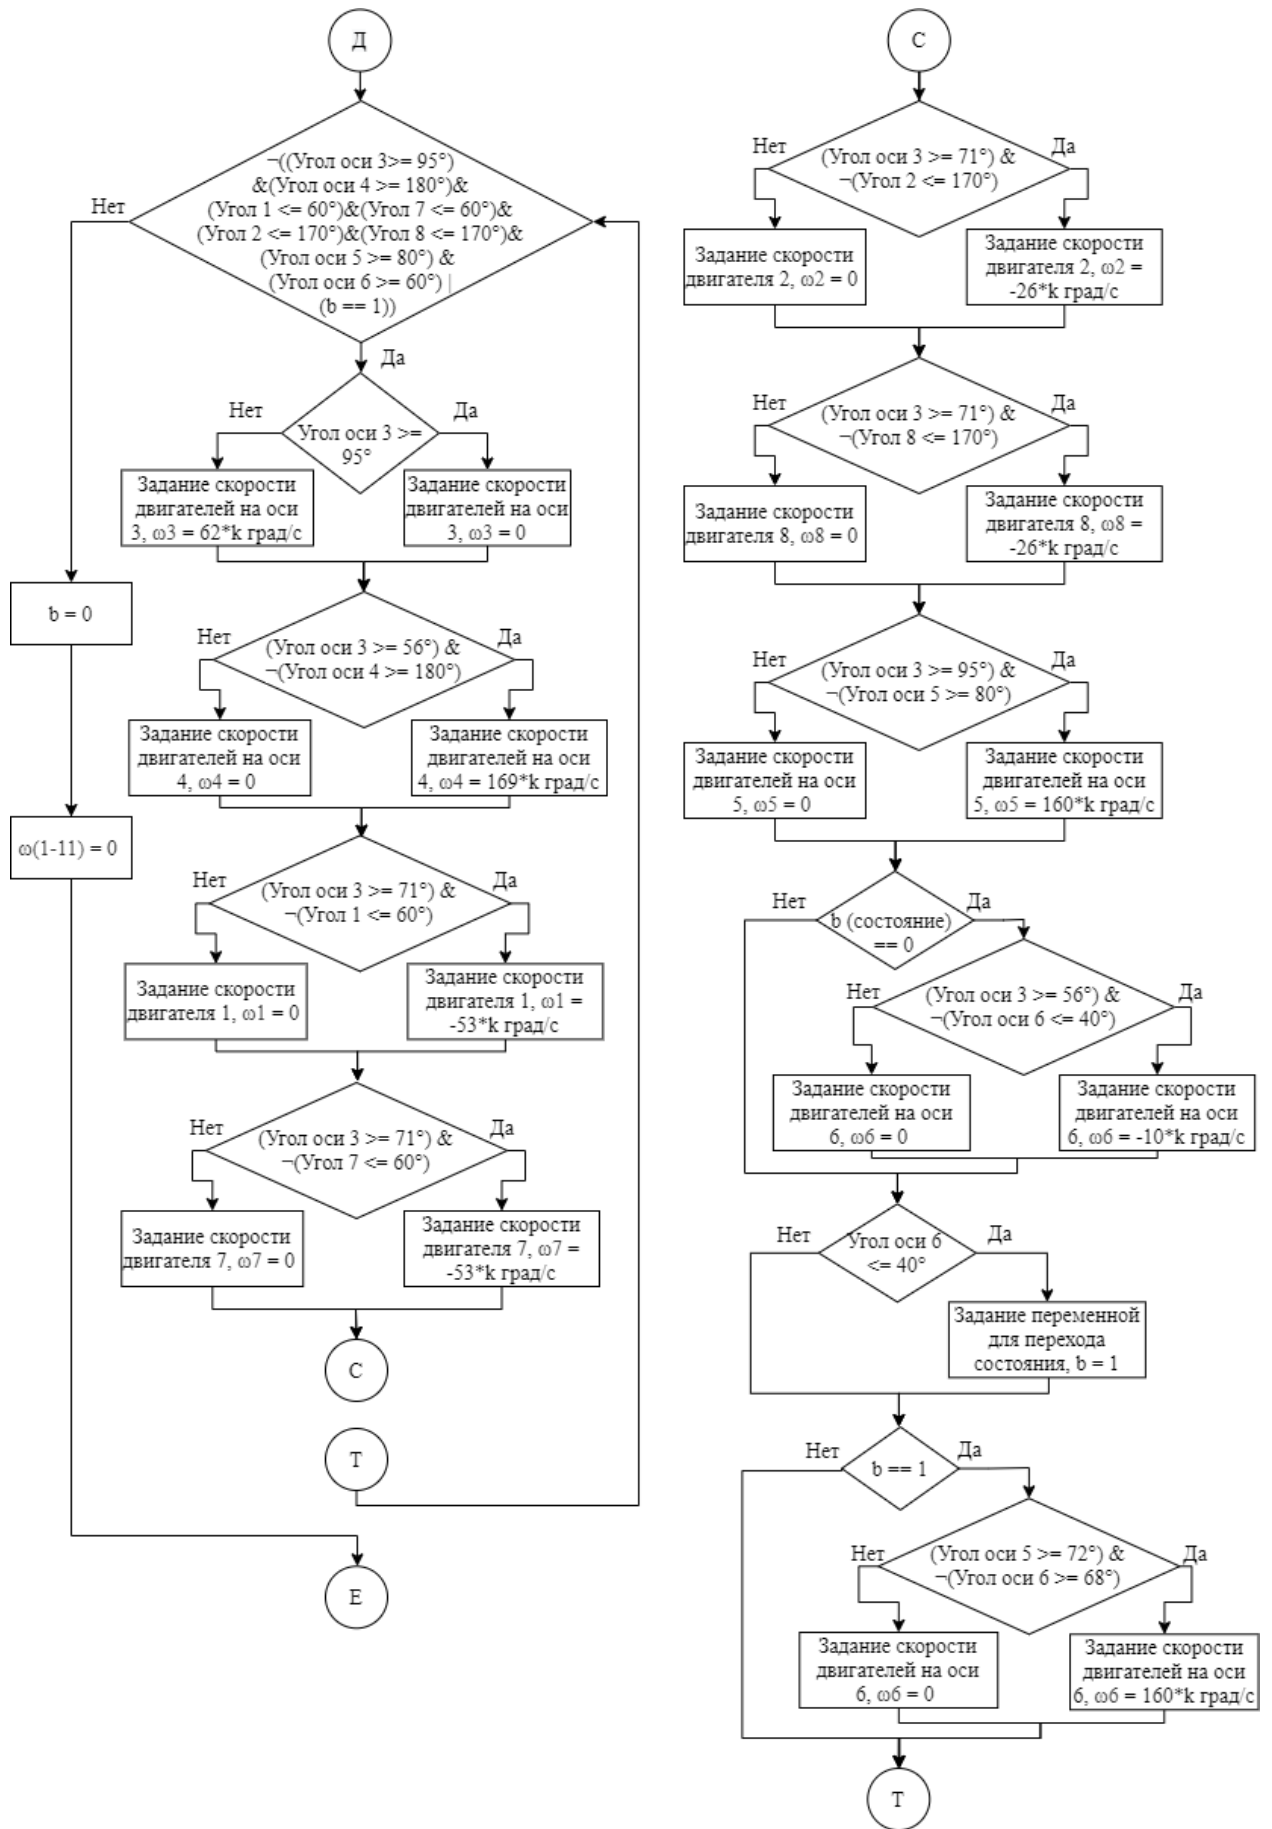 Д
¬((Угол оси 3>= 95°)
&(Угол оси 4 >= 180°)&
(Угол 1 <= 60°)&(Угол 7 <= 60°)&
(Угол 2 <= 170°)&(Угол 8 <= 170°)&
(Угол оси 5 >= 80°) &
(Угол оси 6 >= 60°) |
(b == 1))
Нет
Да
Угол оси 3 >=
95°
Нет
Да
Задание скорости
двигателей на оси
3, ω3 = 62*k град/с
Задание скорости
двигателей на оси
3, ω3 = 0
b = 0
Нет
Да
(Угол оси 3 >= 56°) &
¬(Угол оси 4 >= 180°)
Задание скорости
двигателей на оси
4, ω4 = 0
Задание скорости
двигателей на оси
4, ω4 = 169*k град/с
ω(1-11) = 0
Нет
Да
(Угол оси 3 >= 71°) &
¬(Угол 1 <= 60°)
Задание скорости
двигателя 1, ω1 = 0
Задание скорости
двигателя 1, ω1 =
-53*k град/с
Нет
Да
(Угол оси 3 >= 71°) &
¬(Угол 7 <= 60°)
Задание скорости
двигателя 7, ω7 = 0
Задание скорости
двигателя 7, ω7 =
-53*k град/с
С
Т
Е
С
Нет
Да
(Угол оси 3 >= 71°) &
¬(Угол 2 <= 170°)
Задание скорости
двигателя 2, ω2 = 0
Задание скорости
двигателя 2, ω2 =
-26*k град/с
Нет
Да
(Угол оси 3 >= 71°) &
¬(Угол 8 <= 170°)
Задание скорости
двигателя 8, ω8 = 0
Задание скорости
двигателя 8, ω8 =
-26*k град/с
Нет
Да
(Угол оси 3 >= 95°) &
¬(Угол оси 5 >= 80°)
Задание скорости
двигателей на оси
5, ω5 = 0
Задание скорости
двигателей на оси
5, ω5 = 160*k град/с
Нет
Да
b (состояние)
== 0
Нет
Да
(Угол оси 3 >= 56°) &
¬(Угол оси 6 <= 40°)
Задание скорости
двигателей на оси
6, ω6 = 0
Задание скорости
двигателей на оси
6, ω6 = -10*k град/с
Нет
Да
Угол оси 6
<= 40°
Задание переменной
для перехода
состояния, b = 1
Нет
Да
b == 1
Нет
Да
(Угол оси 5 >= 72°) &
¬(Угол оси 6 >= 68°)
Задание скорости
двигателей на оси
6, ω6 = 0
Задание скорости
двигателей на оси
6, ω6 = 160*k град/с
Т